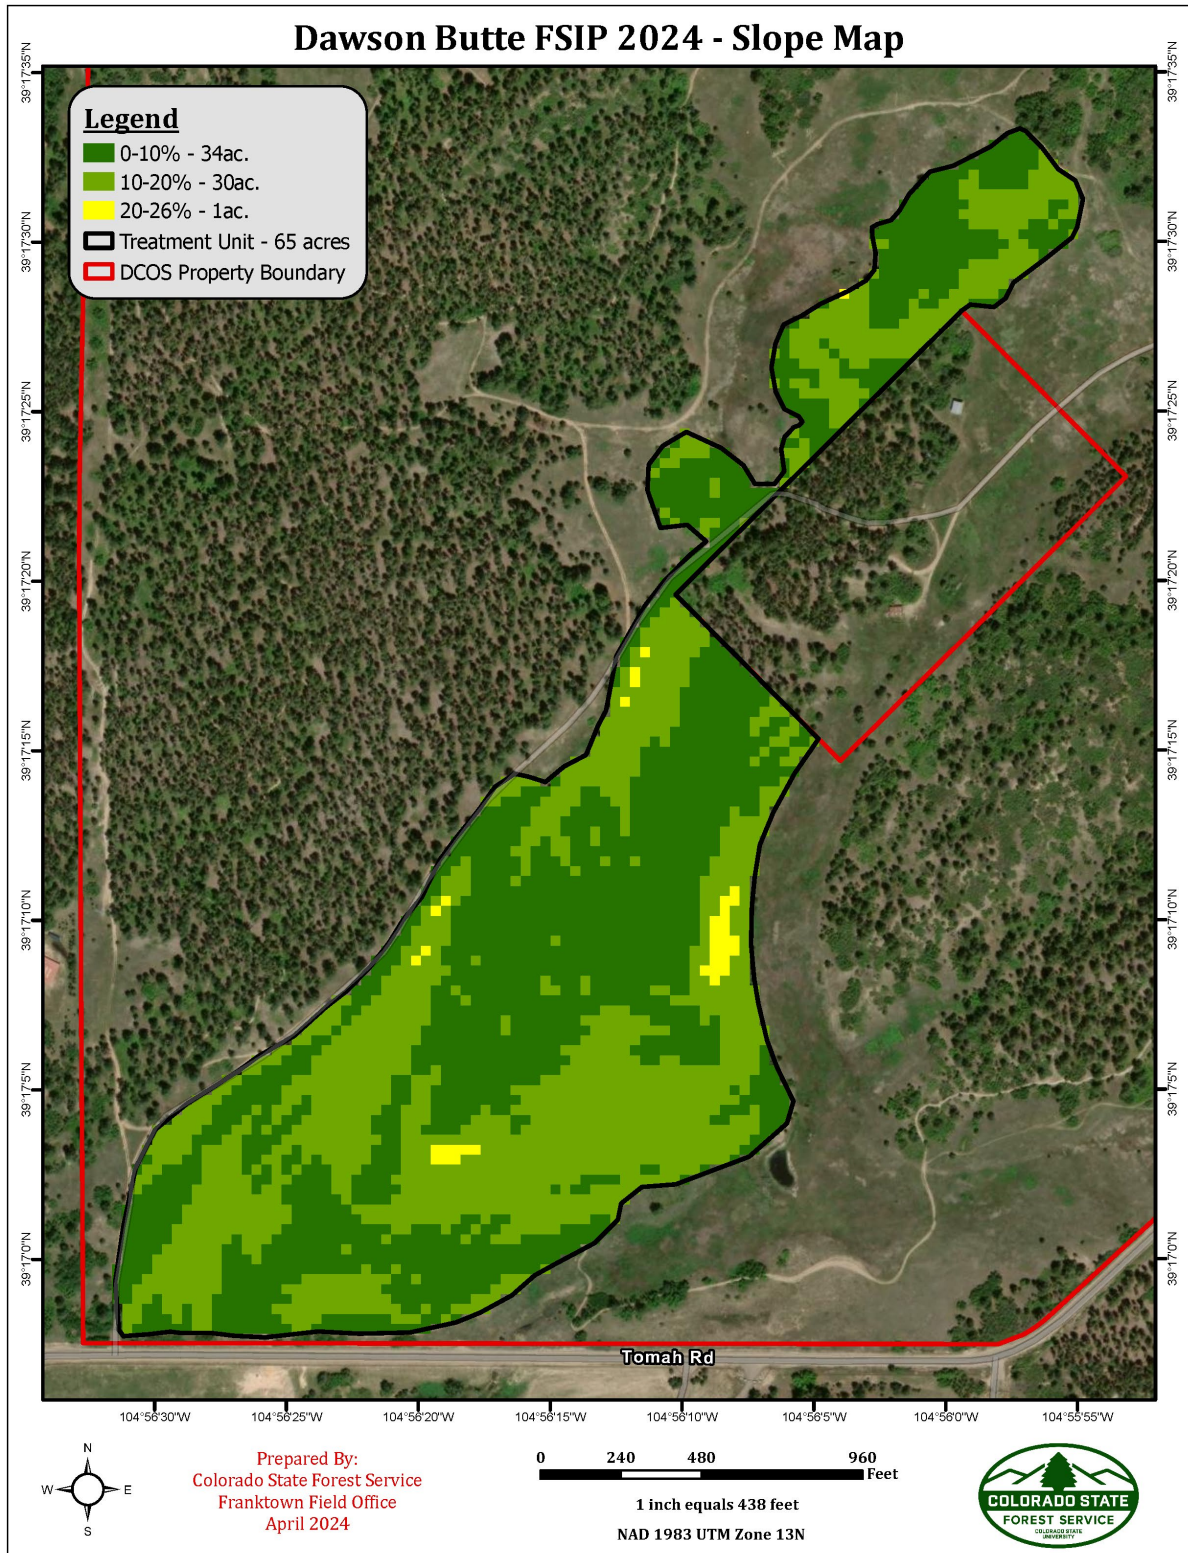 Dawson Butte FSIP 2024 - Slope Map
Legend
0-10% - 34ac.
10-20% - 30ac.
20-26% - 1ac.
Treatment Unit - 65 acres
DCOS Property Boundary
39°17'35"N
39°17'30"N
39°17'25"N
39°17'20"N
39°17'15"N
39°17'10"N
39°17'5"N
39°17'0"N
39°17'35"N
39°17'30"N
39°17'25"N
39°17'20"N
39°17'15"N
39°17'10"N
39°17'5"N
39°17'0"N
Tomah Rd
104°56'30"W 104°56'25"W 104°56'20"W 104°56'15"W 104°56'10"W 104°56'5"W 104°56'0"W 104°55'55"W
N
W E
S
Prepared By:
Colorado State Forest Service
Franktown Field Office
April 2024
0 240 480 960
Feet
1 inch equals 438 feet
NAD 1983 UTM Zone 13N
COLORADO STATE
FOREST SERVICE
COLORADO STATE
UNIVERSITY